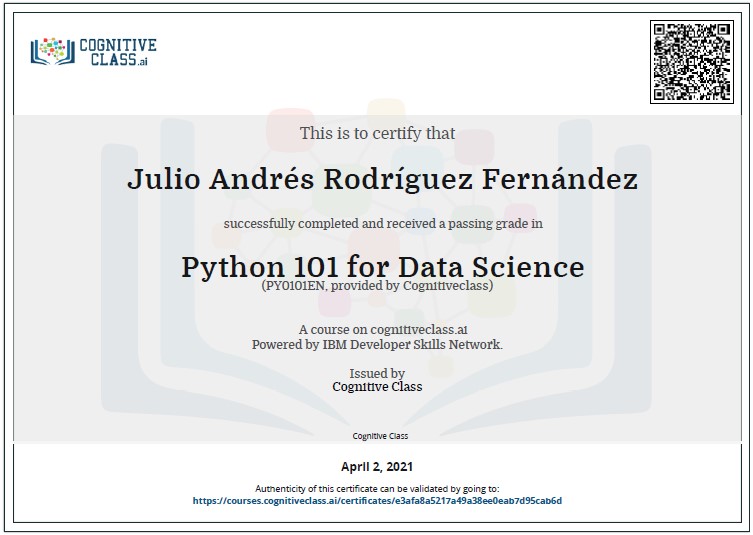 COGNITIVE
CLASS.ai
This is to certify that
Julio Andrés Rodríguez Fernández
successfully completed and received a passing grade in
Python 101 for Data Science
(PY0101EN, provided by Cognitiveclass)
A course on cognitiveclass.ai
Powered by IBM Developer Skills Network.
Issued by
Cognitive Class
Cognitive Class
April 2, 2021
Authenticity of this certificate can be validated by going to:
https://courses.cognitiveclass.ai/certificates/e3afa8a5217a49a38ee0eab7d95cab6d